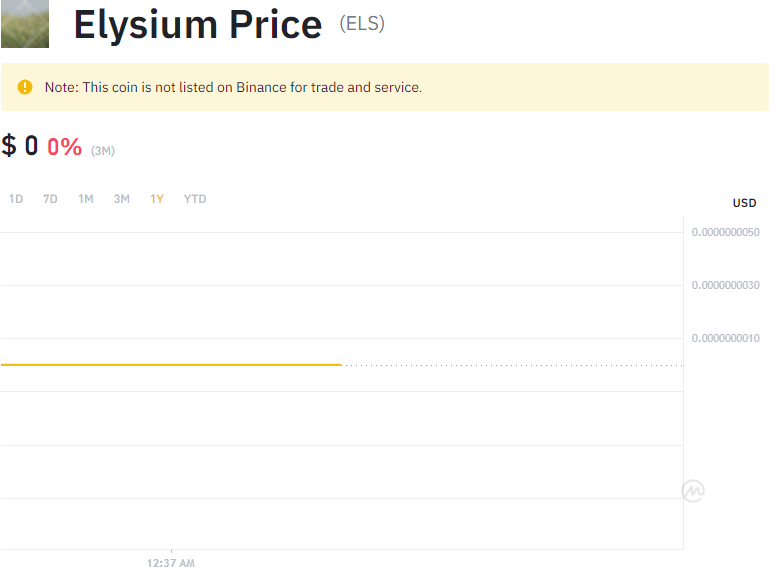 Elysium Price (ELS)
Note: This coin is not listed on Binance for trade and service.
$ 0 0% (3M)
1D 7D 1M 3M 1Y YTD
USD
0.0000000050
0.0000000030
0.0000000010
12:37 AM